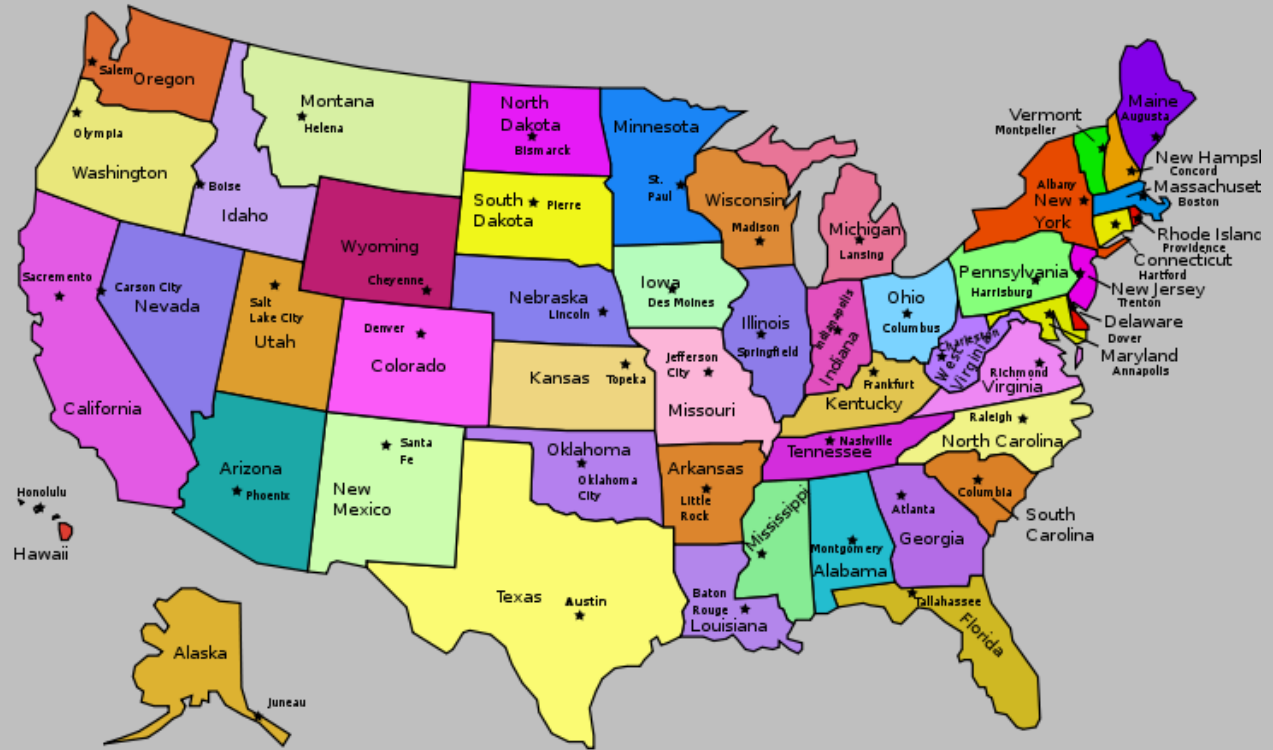 Salem
Oregon
Olympia
Washington
Boise
Idaho
Montana
Helena
North
Dakota
Bismarck
Minnesota
St.
Paul
South
Dakota
Pierre
Wyoming
Cheyenne
Wisconsin
Madison
Michigan
Lansing
Vermont
Montpelier
Maine
Augusta
New Hampsl
Concord
Massachuset
Boston
Albany
New
York
Rhode Islanc
Providence
Connecticut
Hartford
New Jersey
Trenton
Pennsylvania
Harrisburg
Delaware
Dover
Maryland
Annapolis
Sacremento
Carson City
Nevada
California
Salt
Lake City
Utah
Denver
Colorado
Nebraska
Lincoln
Iowa
Des Moines
Kansas
Topeka
Jefferson
City
Missouri
Illinois
Springfield
Indianapolis
Indiana
Ohio
Columbus
Charleston
West
Virginia
Richmond
Virginia
Frankfurt
Kentucky
Nashville
Tennessee
Raleigh
North Carolina
Columbia
South
Carolina
Arizona
Phoenix
Santa
Fe
New
Mexico
Oklahoma
Oklahoma
City
Arkansas
Little
Rock
Mississippi
Montgomery
Alabama
Atlanta
Georgia
Tallahassee
Florida
Texas
Austin
Baton
Rouge
Louisiana
Honolulu
Hawaii
Alaska
Juneau